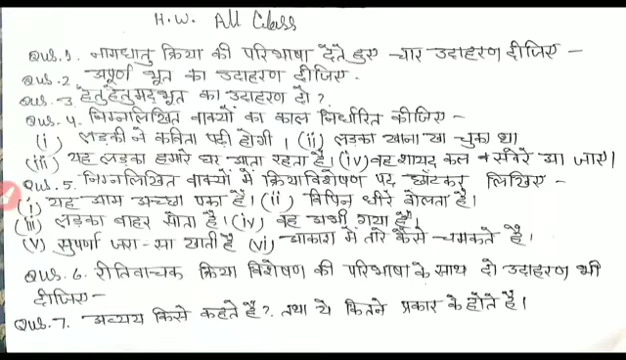 H.W. All Class
Qus.1. नामधातु क्रिया की परिभाषा देते हुए चार उदाहरण दीजिए -
Qus.2 अपूर्ण भूत का उदाहरण दीजिए.
Qus.3 हेतुहेतुमद् भूत का उदाहरण दो?
Qus.4. निम्नलिखित वाक्यों का काल निर्धारित कीजिए -
(i) लड़की ने कविता पढ़ी होगी। (ii) लड़का खाना खा चुका था
(iii) यह लड़का हमारे घर आता रहता है। (iv) वह शायद कल सवेरे आ जाए।
Qus.5. निम्नलिखित वाक्यों में क्रियाविशेषण पद छाँटकर लिखिए -
(i) यह आम अच्छा पका है। (ii) विपिन धीरे बोलता है।
(iii) लड़का बाहर सोता है। (iv) वह अभी गया है।
(v) सुपर्णा जरा-सा खाती है (vi) आकाश में तारे कैसे चमकते हैं।
Qus.6. रीतिवाचक क्रिया विशेषण की परिभाषा के साथ दो उदाहरण भी
दीजिए -
Qus.7. अव्यय किसे कहते हैं?. तथा ये कितने प्रकार के होते हैं।